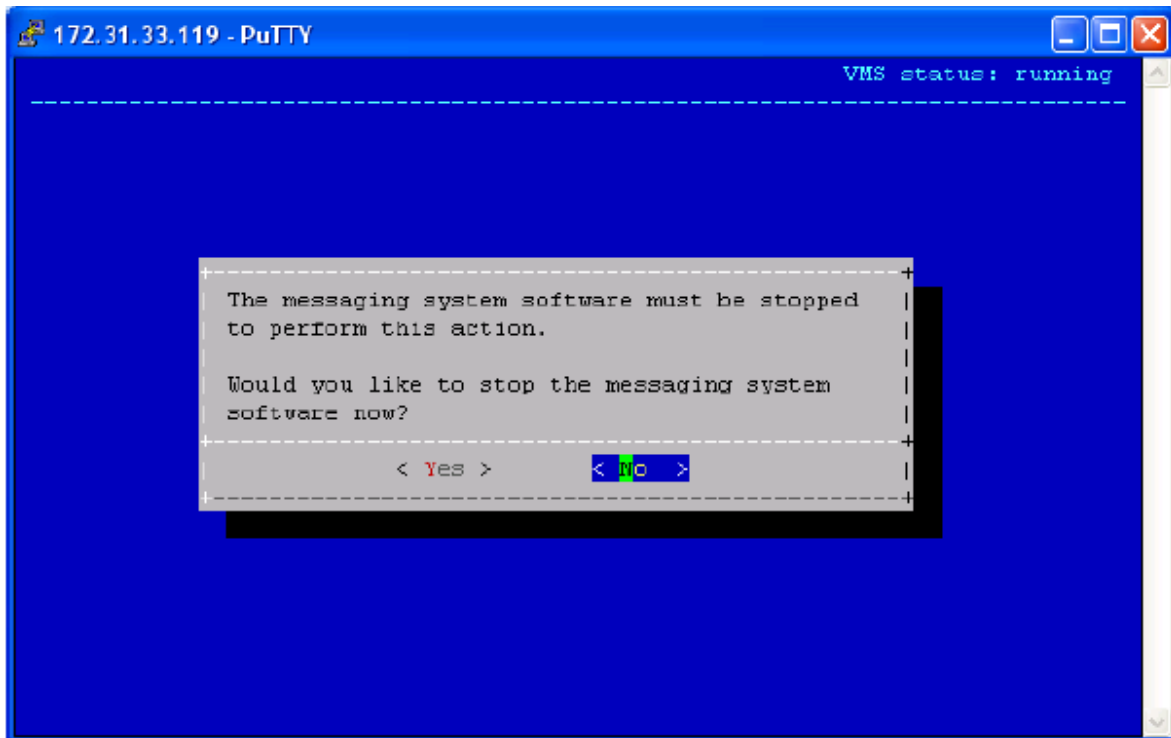 172.31.33.119 - PuTTY
VMS status: running
The messaging system software must be stopped
to perform this action.
Would you like to stop the messaging system
software now?
< Yes > < No >